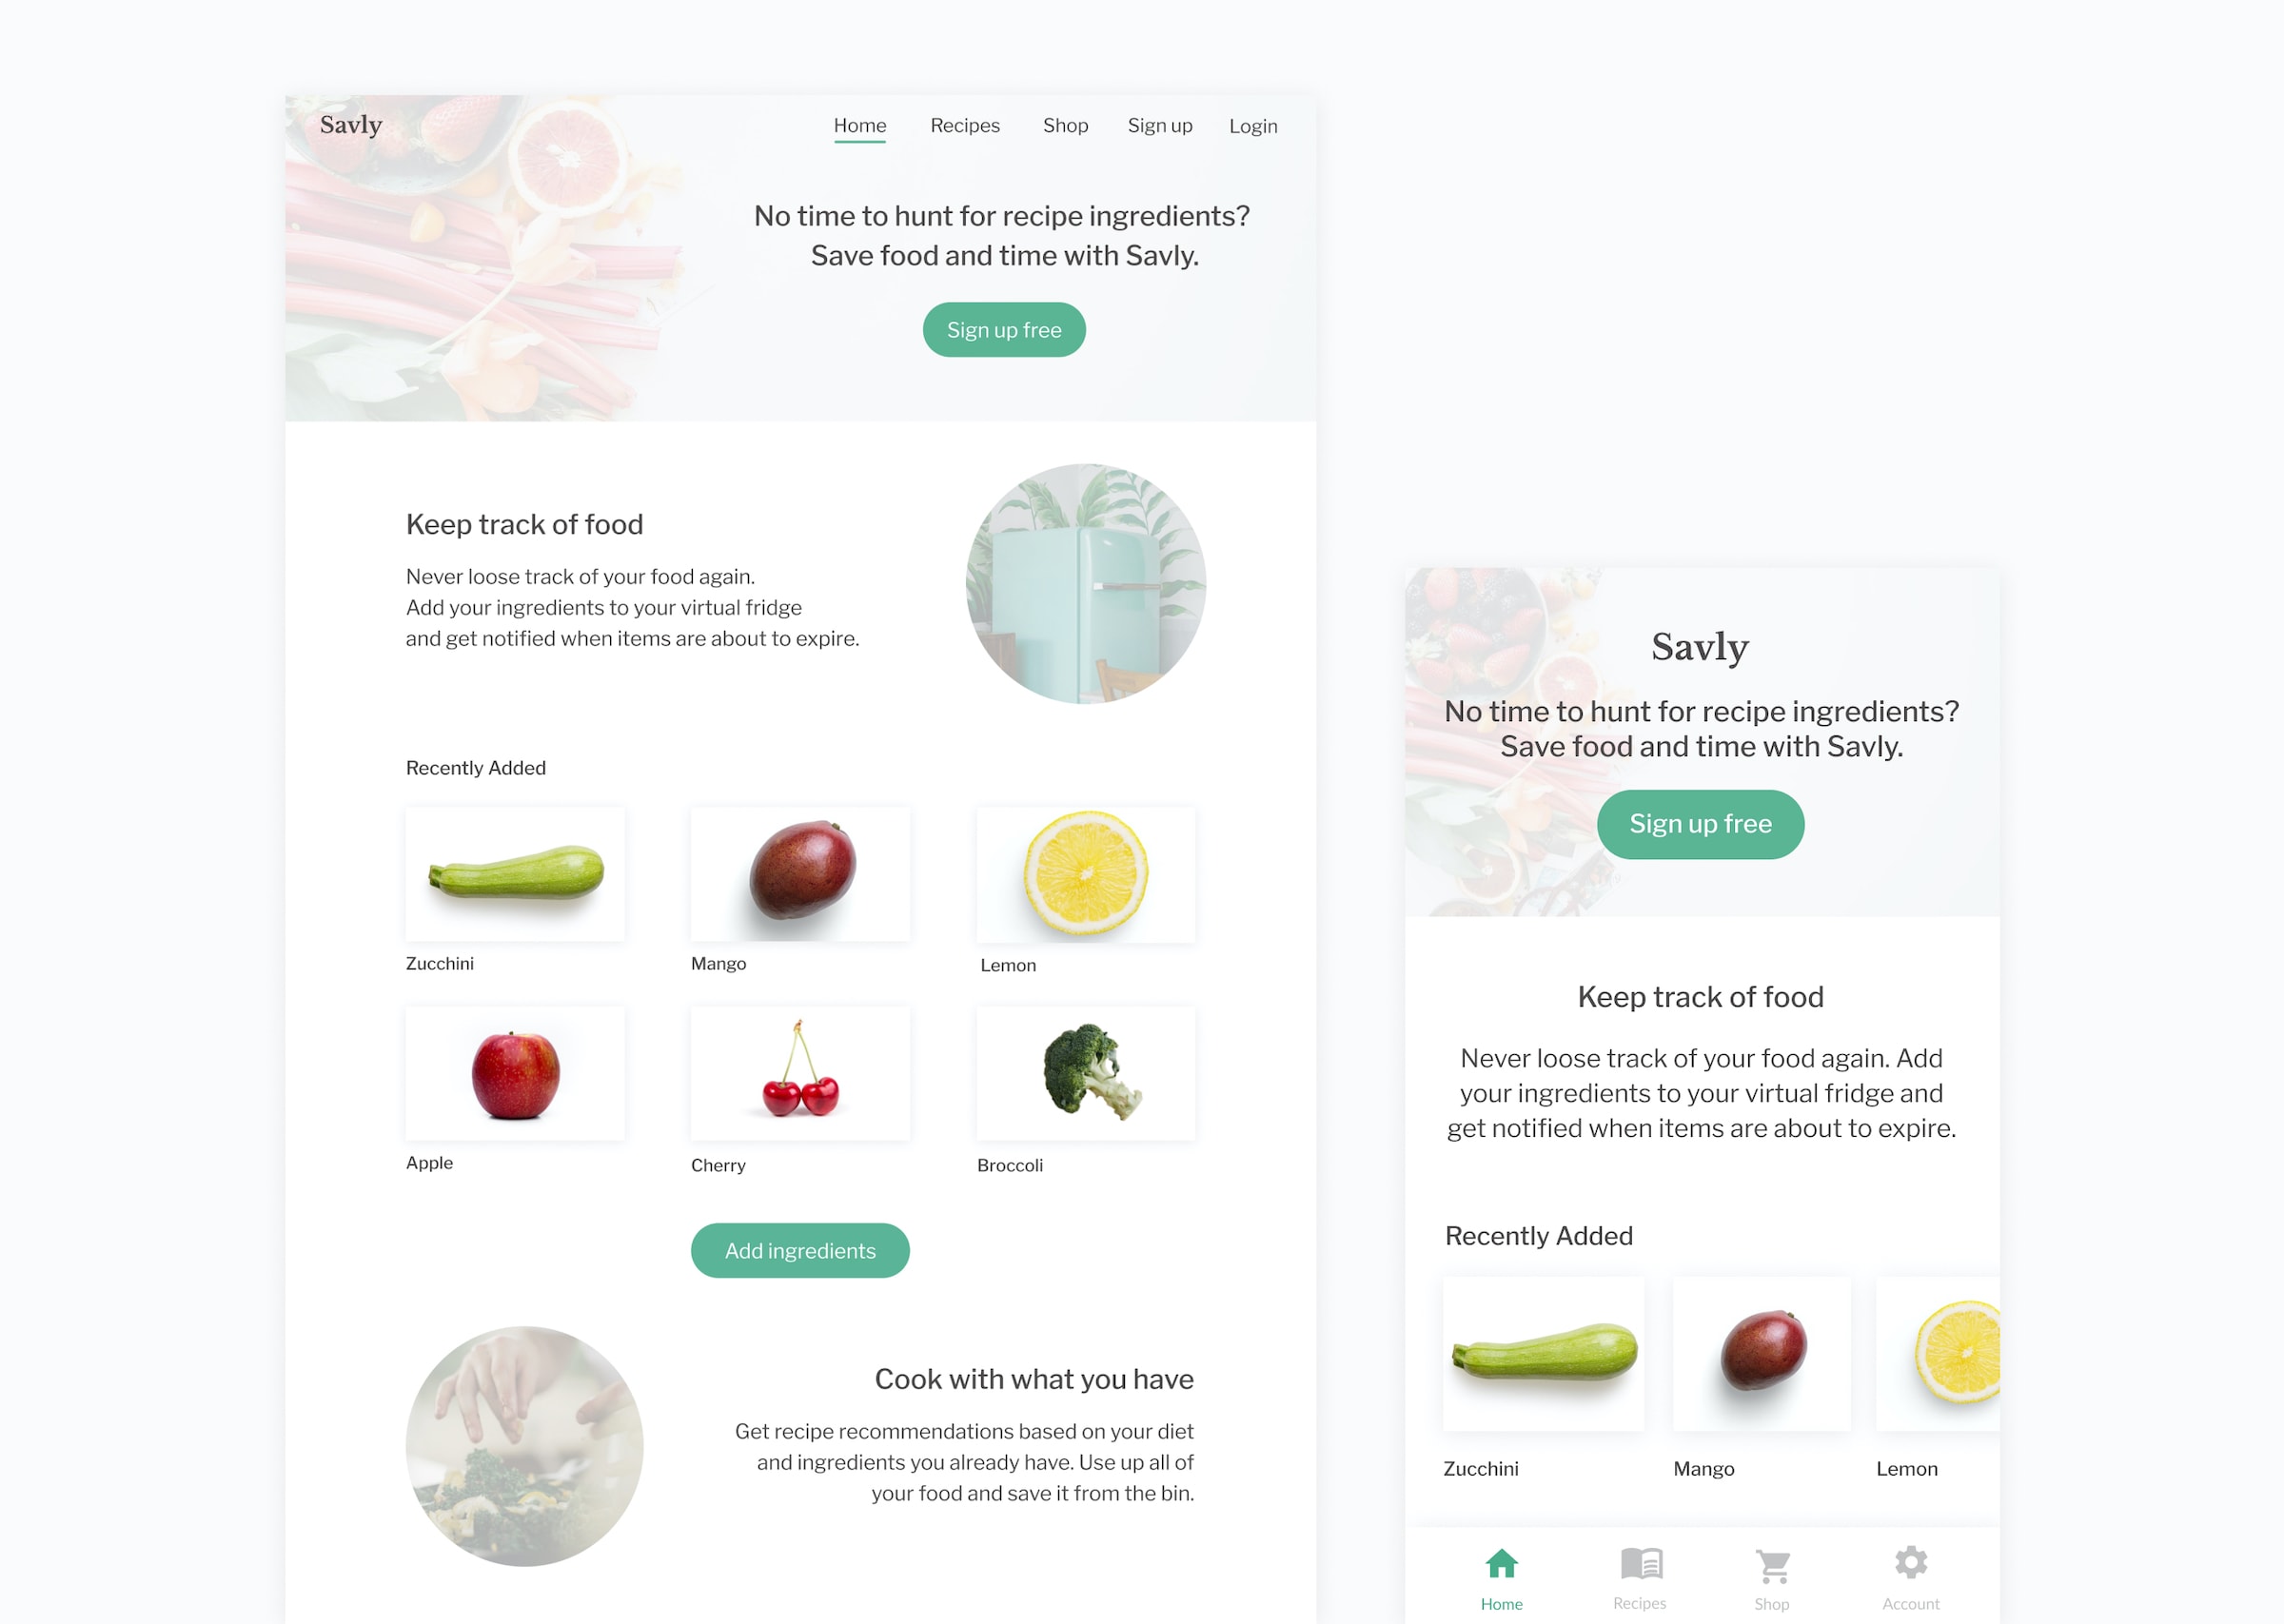 Savly
Home Recipes Shop Sign up Login
No time to hunt for recipe ingredients?
Save food and time with Savly.
Sign up free
Keep track of food
Never loose track of your food again.
Add your ingredients to your virtual fridge
and get notified when items are about to expire.
Recently Added
Zucchini Mango Lemon
Apple Cherry Broccoli
Add ingredients
Cook with what you have
Get recipe recommendations based on your diet
and ingredients you already have. Use up all of
your food and save it from the bin.
Savly
No time to hunt for recipe ingredients?
Save food and time with Savly.
Sign up free
Keep track of food
Never loose track of your food again. Add
your ingredients to your virtual fridge and
get notified when items are about to expire.
Recently Added
Zucchini Mango Lemon
Home Recipes Shop Account